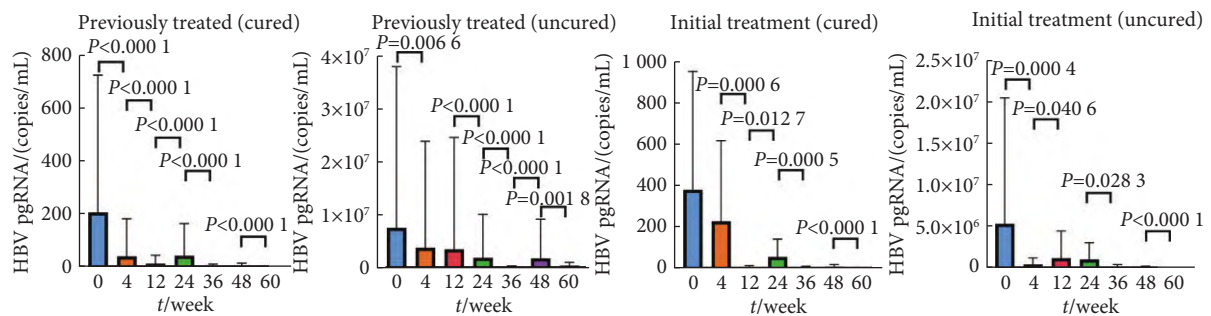 Previously treated (cured)
HBV pgRNA/(copies/mL)
800
600
400
200
0
P<0.000 1
P<0.000 1
P<0.000 1
P<0.000 1
P<0.000 1
0 4 12 24 36 48 60
t/week
Previously treated (uncured)
HBV pgRNA/(copies/mL)
4×10⁷
3×10⁷
2×10⁷
1×10⁷
0
P=0.006 6
P<0.000 1
P<0.000 1
P<0.000 1
P=0.001 8
0 4 12 24 36 48 60
t/week
Initial treatment (cured)
HBV pgRNA/(copies/mL)
1 000
800
600
400
200
0
P=0.000 6
P=0.012 7
P=0.000 5
P<0.000 1
0 4 12 24 36 48 60
t/week
Initial treatment (uncured)
HBV pgRNA/(copies/mL)
2.5×10⁷
2.0×10⁷
1.5×10⁷
1.0×10⁷
5.0×10⁶
0
P=0.000 4
P=0.040 6
P=0.028 3
P<0.000 1
0 4 12 24 36 48 60
t/week